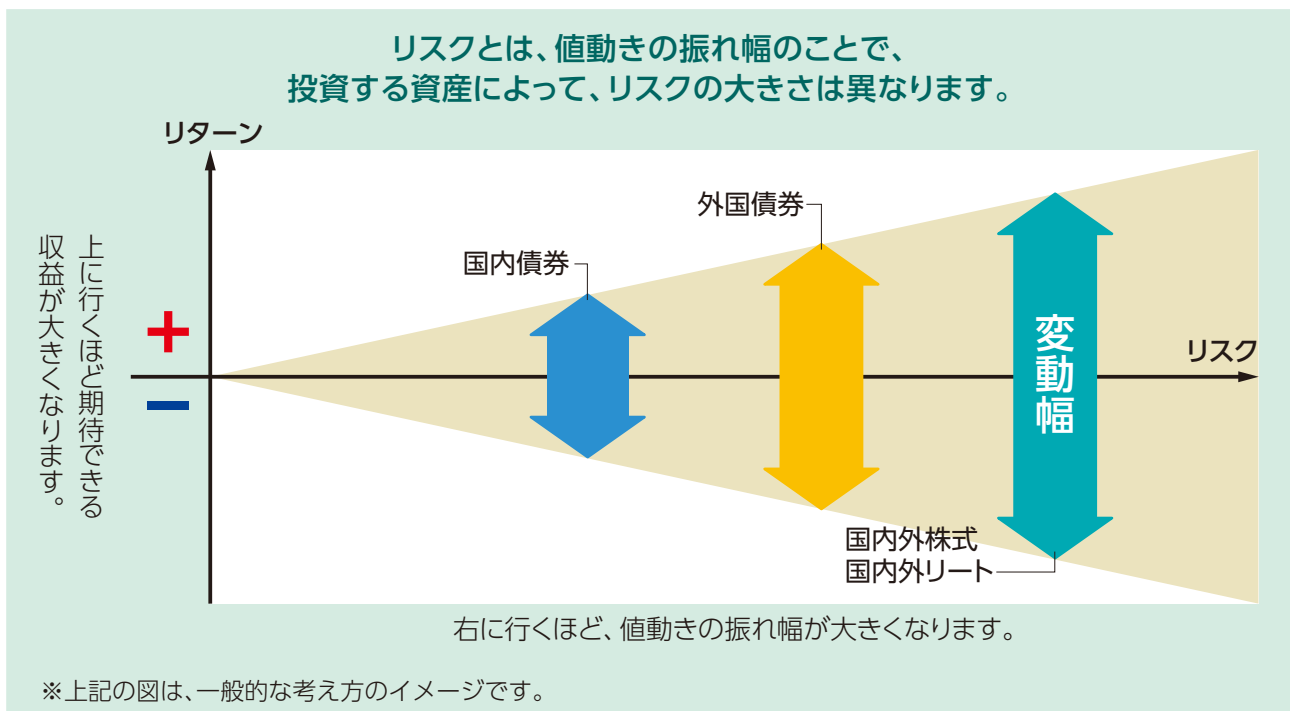 リスクとは、値動きの振れ幅のことで、
投資する資産によって、リスクの大きさは異なります。
リターン
上に行くほど期待できる
収益が大きくなります。
+
−
国内債券
外国債券
変動幅
リスク
国内外株式
国内外リート
右に行くほど、値動きの振れ幅が大きくなります。
※上記の図は、一般的な考え方のイメージです。